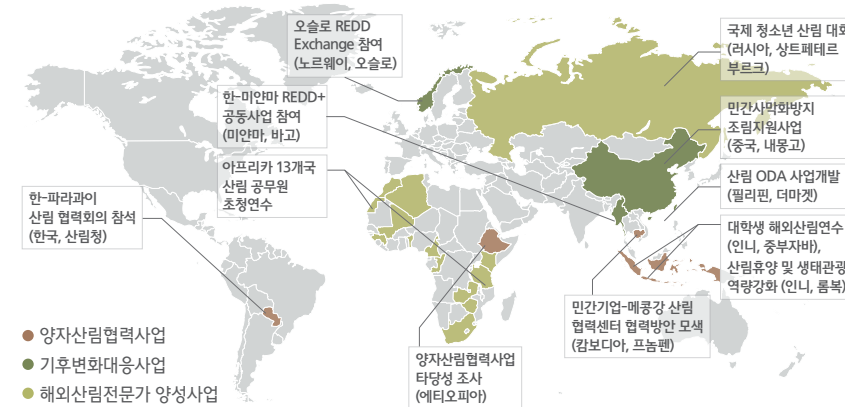 오슬로 REDD
Exchange 참여
(노르웨이, 오슬로)
국제 청소년 산림 대회
(러시아, 상트페테르
부르크)
한-미얀마 REDD+
공동사업 참여
(미얀마, 바고)
민간사막화방지
조림지원사업
(중국, 내몽고)
아프리카 13개국
산림 공무원
초청연수
산림 ODA 사업개발
(필리핀, 더마겟)
한-파라과이
산림 협력회의 참석
(한국, 산림청)
대학생 해외산림연수
(인니, 중부자바),
산림휴양 및 생태관광
역량강화 (인니, 롬복)
민간기업-메콩강 산림
협력센터 협력방안 모색
(캄보디아, 프놈펜)
양자산림협력사업
타당성 조사
(에티오피아)
양자산림협력사업
기후변화대응사업
해외산림전문가 양성사업